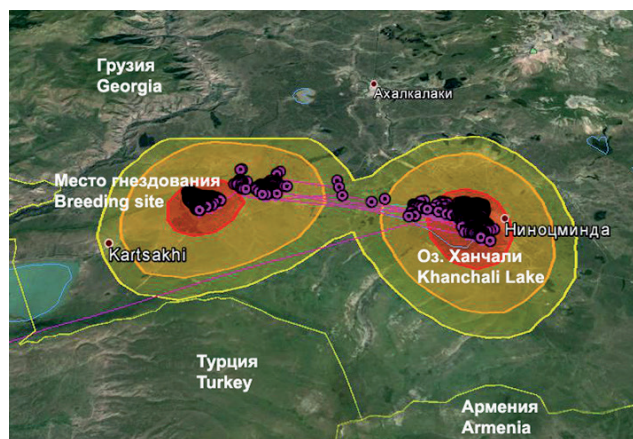 Грузия
Georgia
Ахалкалаки
Место гнездования
Breeding site
Ниноцминда
Kartsakhi
Оз. Ханчали
Khanchali Lake
Турция
Turkey
Армения
Armenia